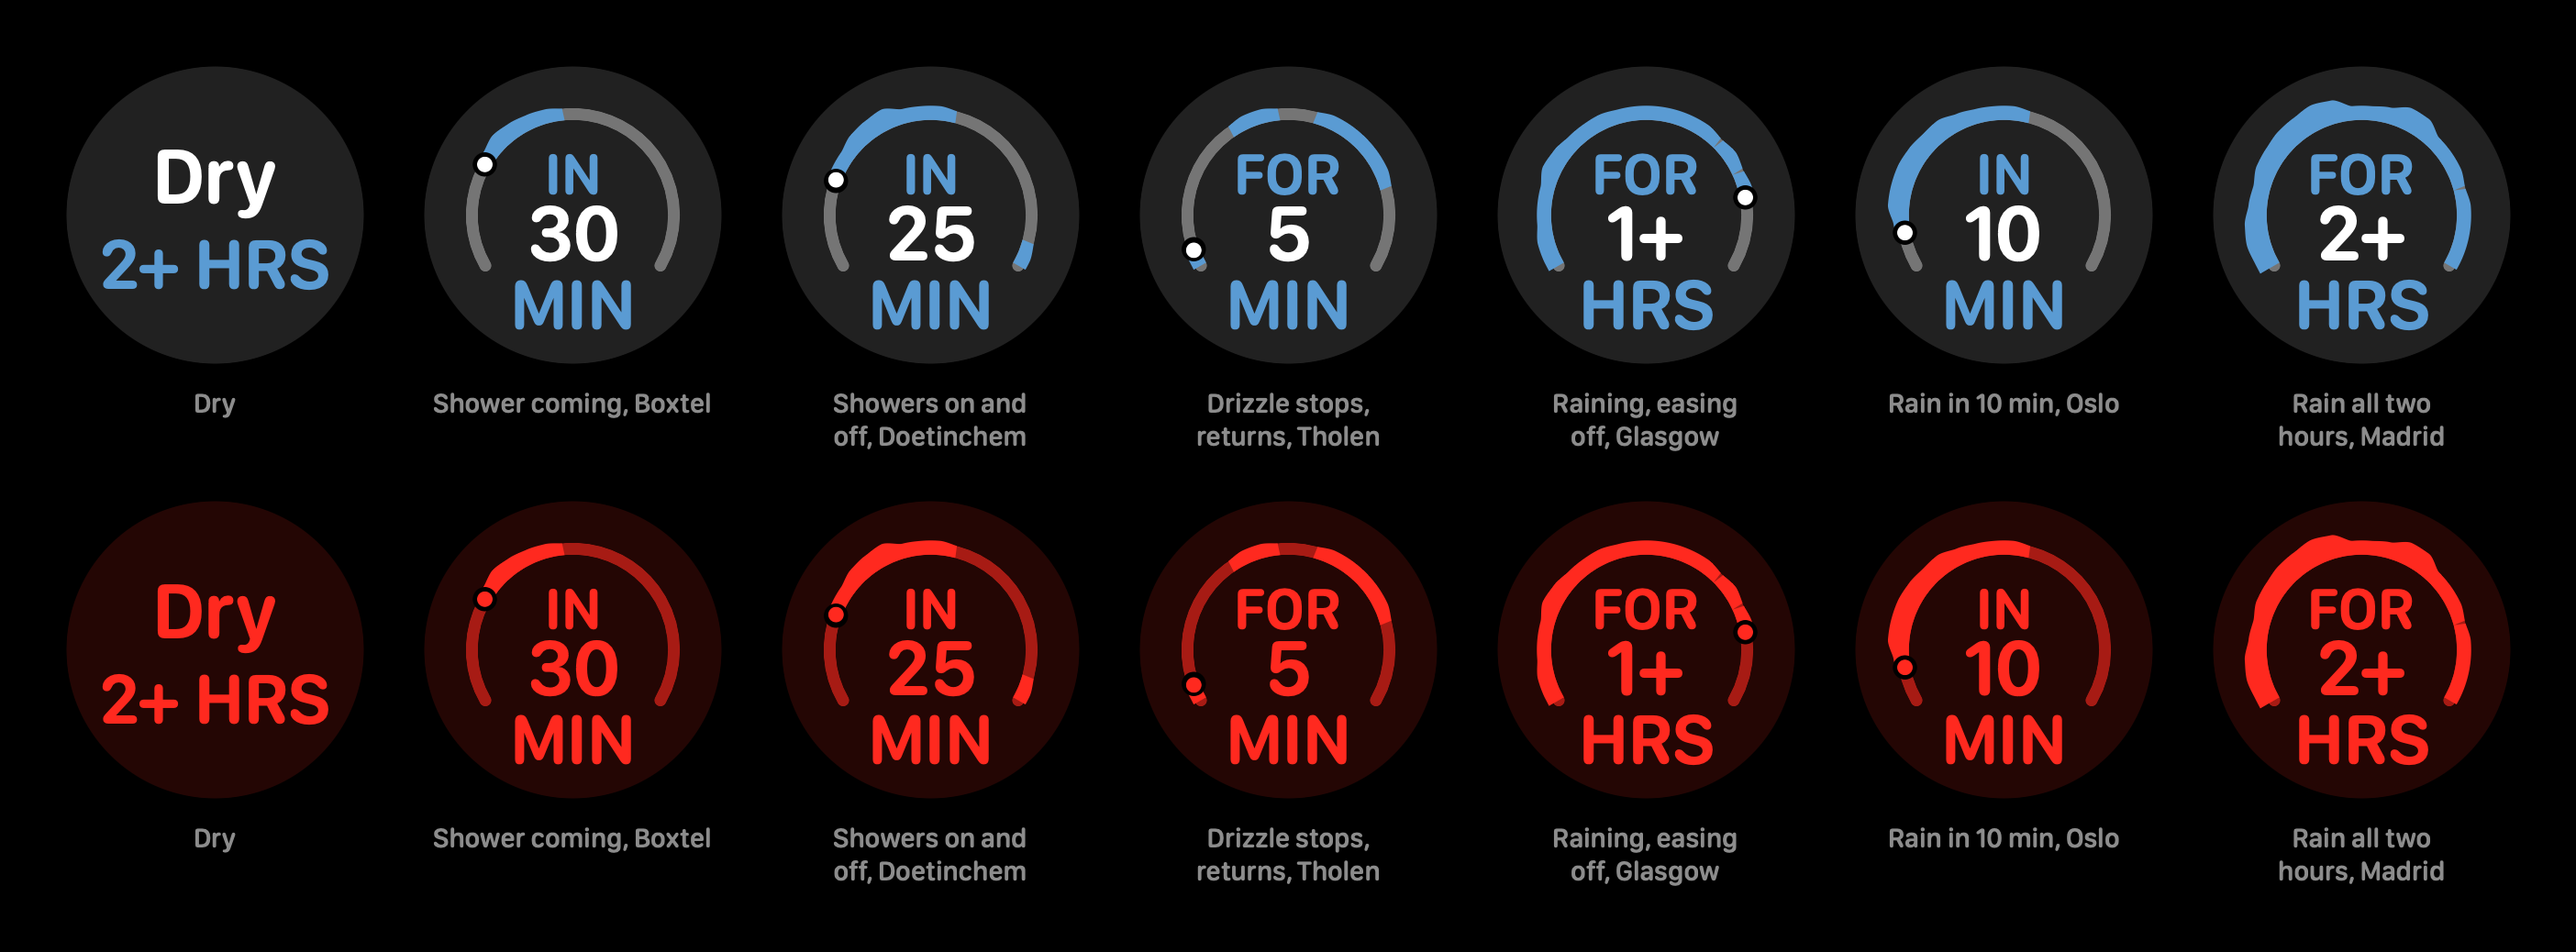 Dry
2+ HRS
Dry
IN
30
MIN
Shower coming, Boxtel
IN
25
MIN
Showers on and
off, Doetinchem
FOR
5
MIN
Drizzle stops,
returns, Tholen
FOR
1+
HRS
Raining, easing
off, Glasgow
IN
10
MIN
Rain in 10 min, Oslo
FOR
2+
HRS
Rain all two
hours, Madrid
Dry
2+ HRS
Dry
IN
30
MIN
Shower coming, Boxtel
IN
25
MIN
Showers on and
off, Doetinchem
FOR
5
MIN
Drizzle stops,
returns, Tholen
FOR
1+
HRS
Raining, easing
off, Glasgow
IN
10
MIN
Rain in 10 min, Oslo
FOR
2+
HRS
Rain all two
hours, Madrid